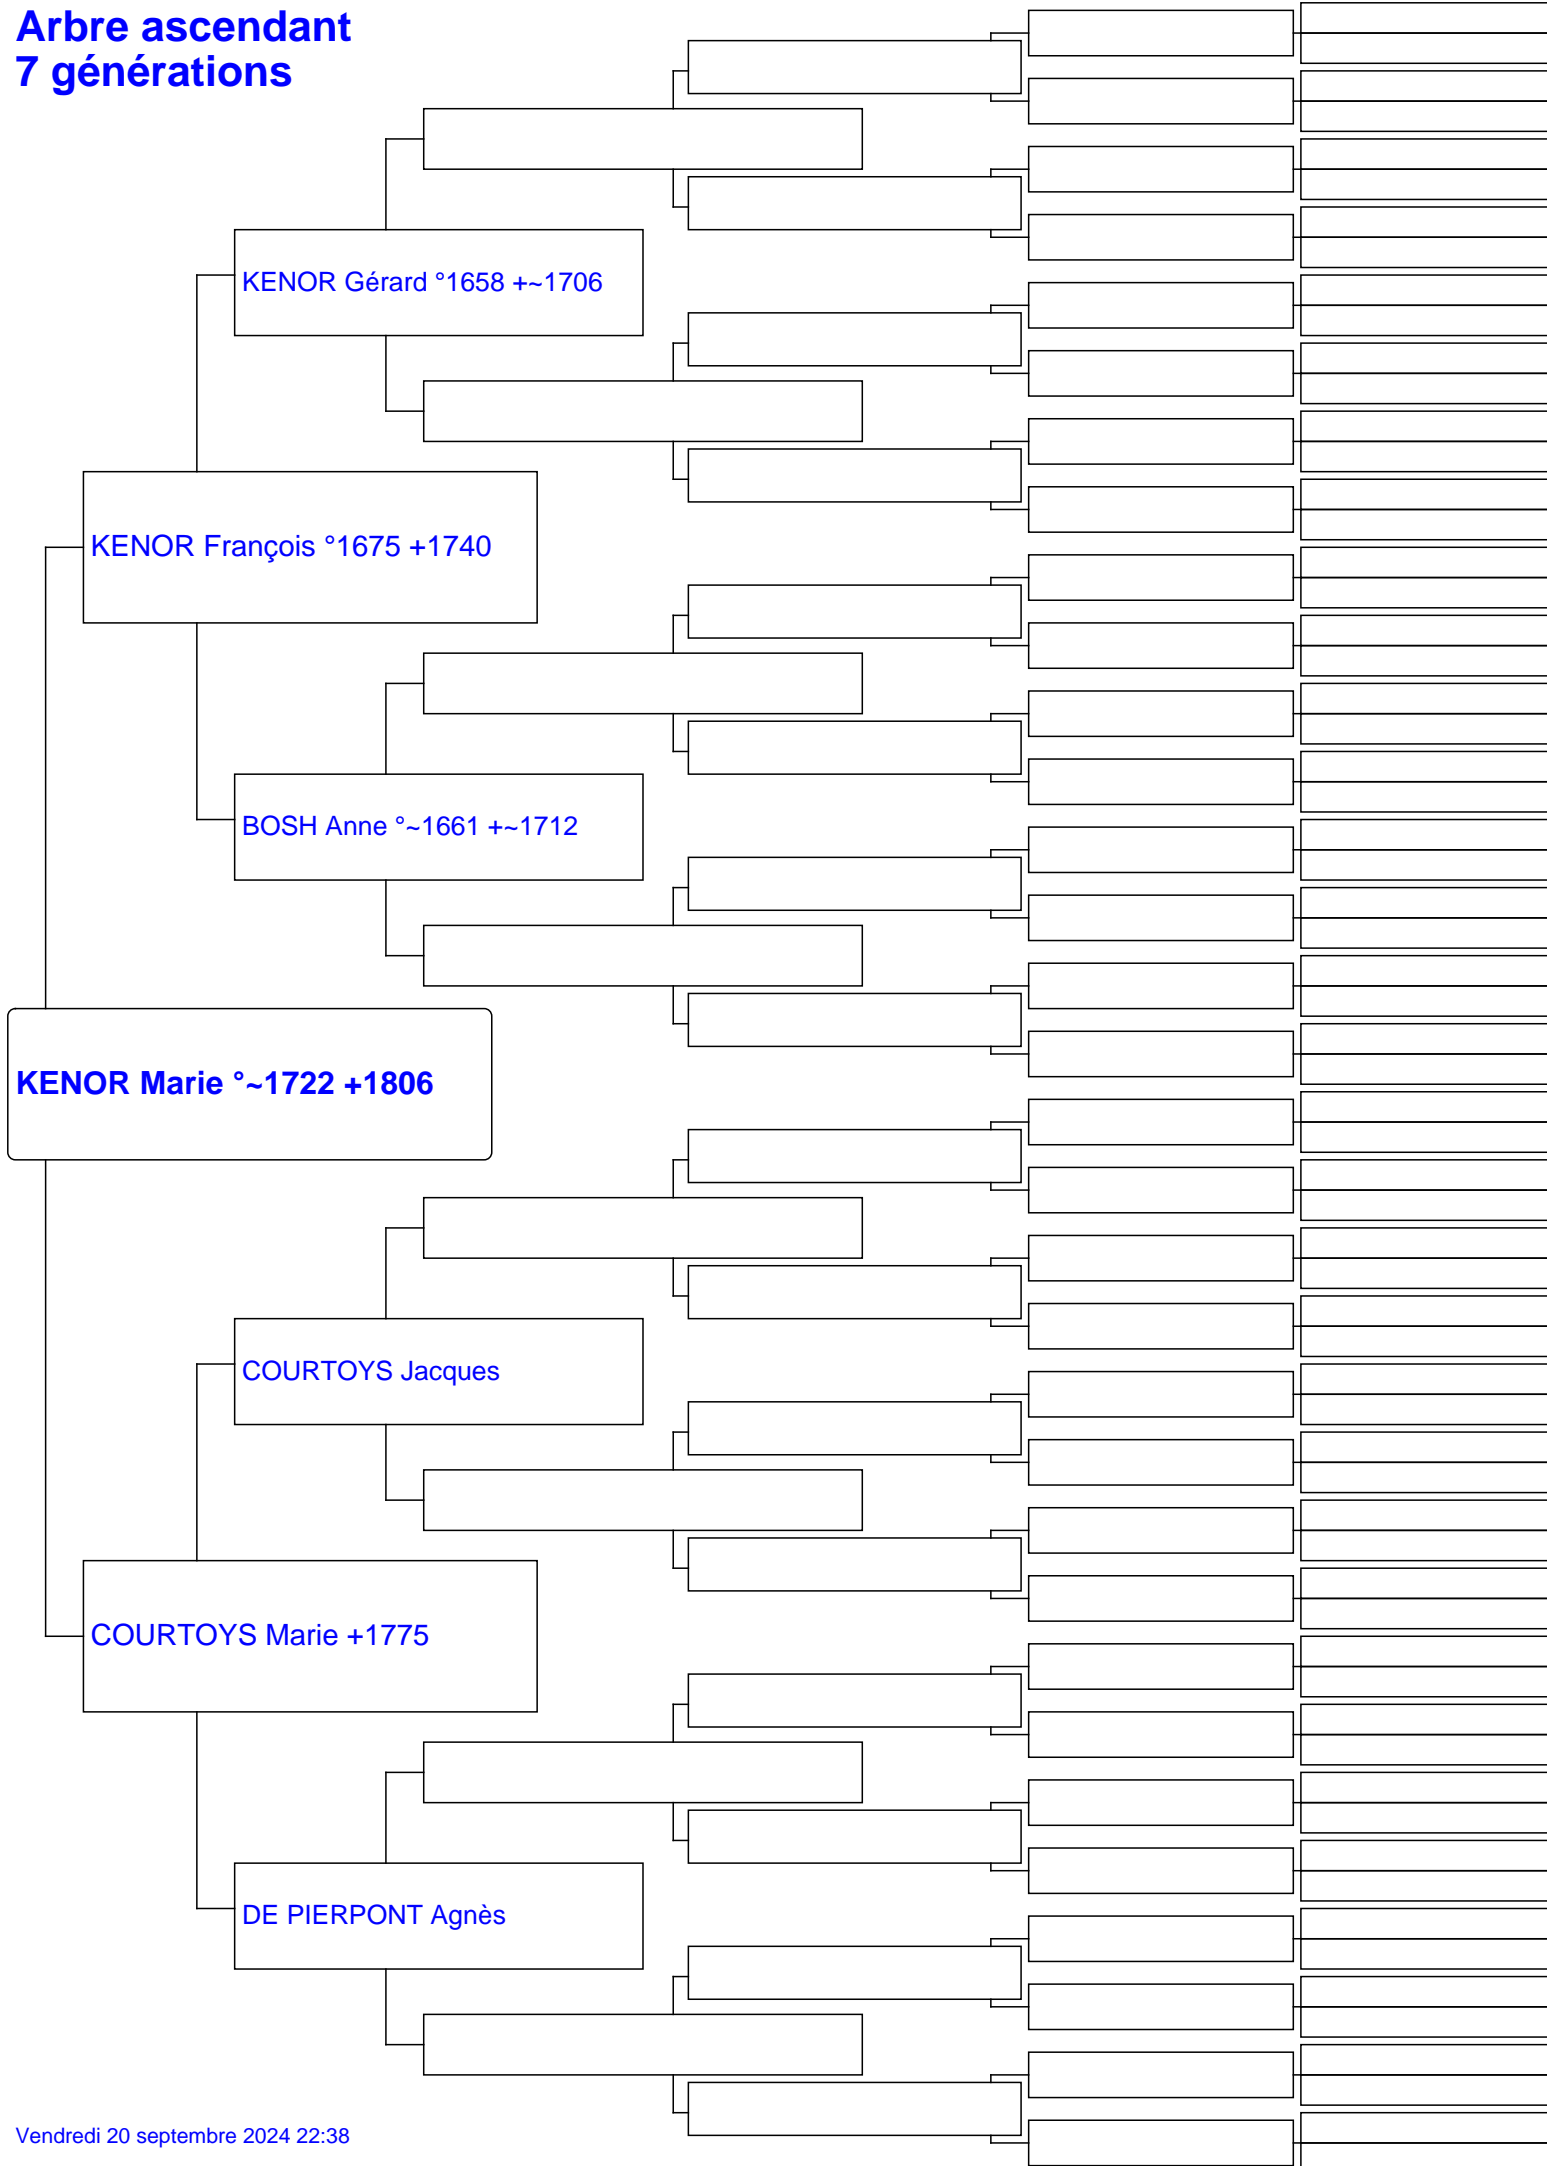 Arbre ascendant
7 générations
KENOR Gérard °1658 +~1706
KENOR François °1675 +1740
BOSH Anne °~1661 +~1712
KENOR Marie °~1722 +1806
COURTOYS Jacques
COURTOYS Marie +1775
DE PIERPONT Agnès
Vendredi 20 septembre 2024 22:38